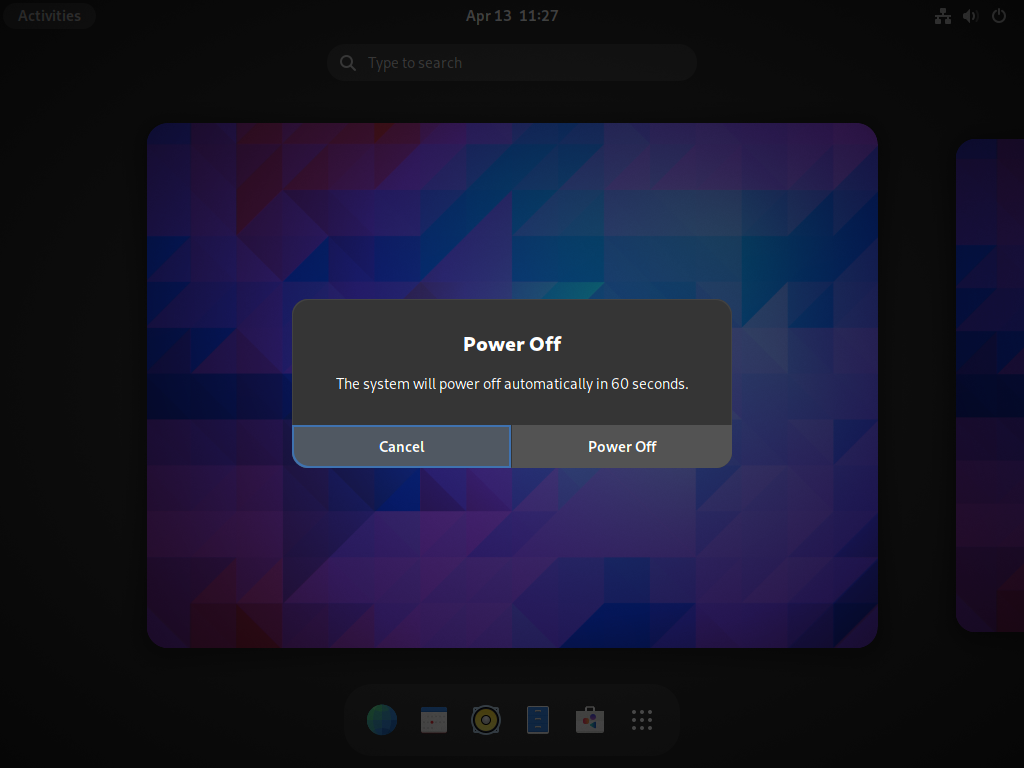 Activities
Apr 13 11:27
Type to search
Power Off
The system will power off automatically in 60 seconds.
Cancel
Power Off